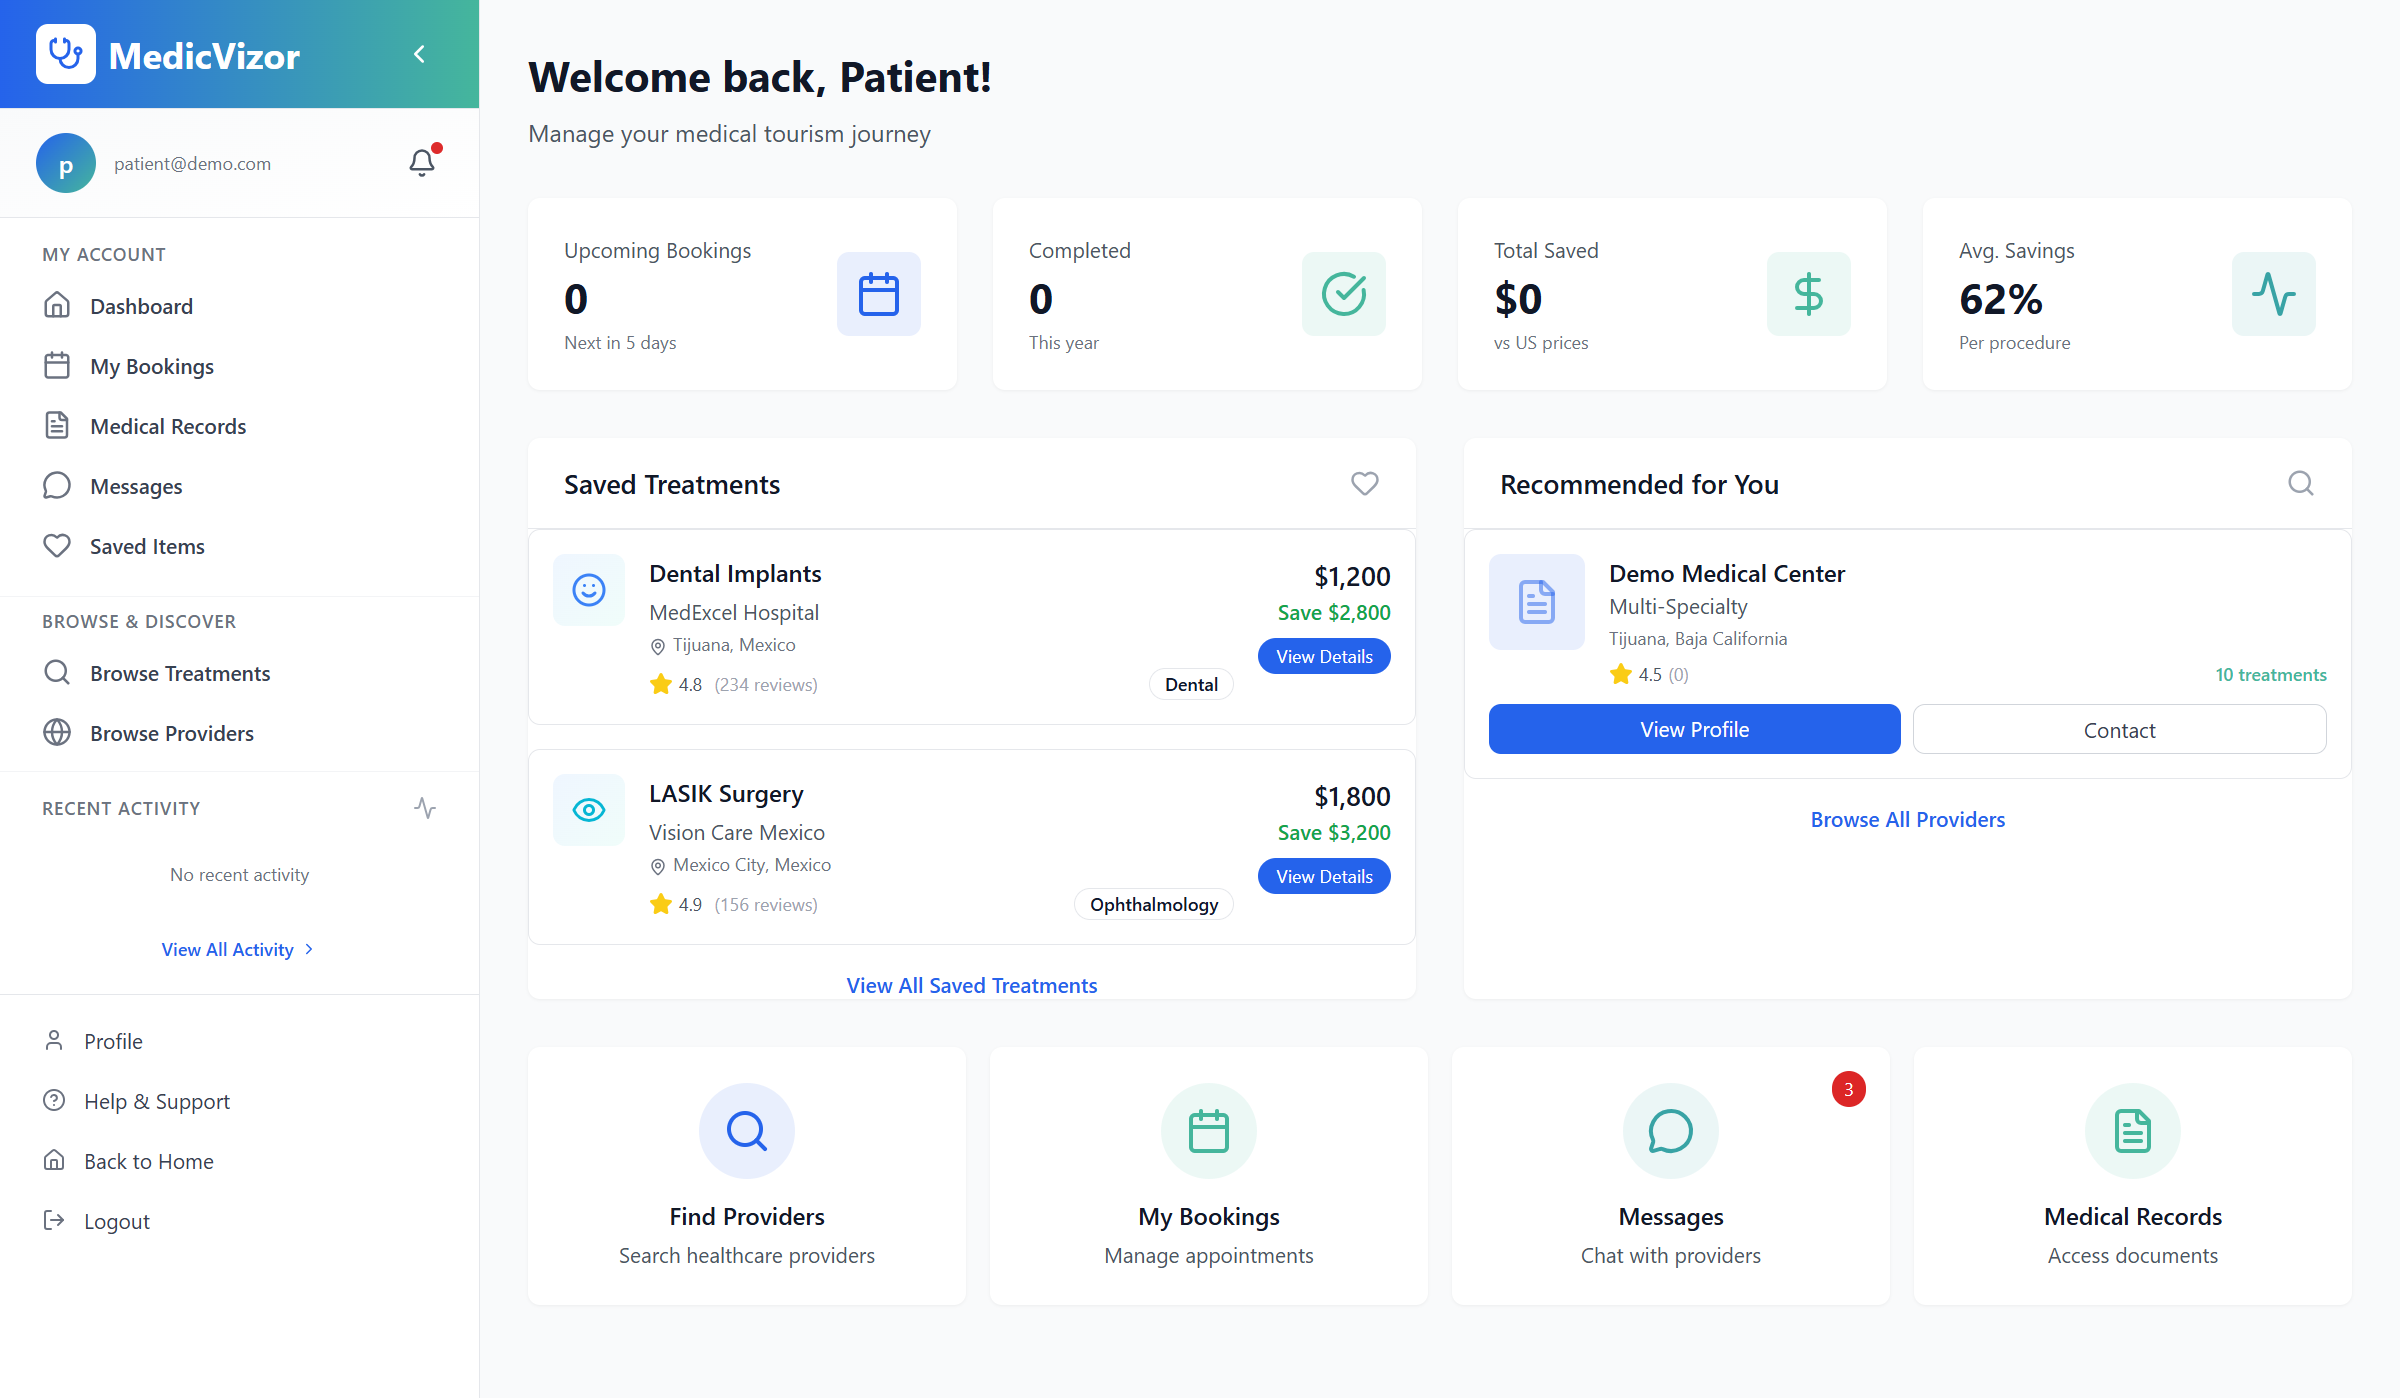 MedicVizor
p
patient@demo.com
MY ACCOUNT
Dashboard
My Bookings
Medical Records
Messages
Saved Items
BROWSE & DISCOVER
Browse Treatments
Browse Providers
RECENT ACTIVITY
No recent activity
View All Activity
Profile
Help & Support
Back to Home
Logout
Welcome back, Patient!
Manage your medical tourism journey
Upcoming Bookings
0
Next in 5 days
Completed
0
This year
Total Saved
$0
vs US prices
Avg. Savings
62%
Per procedure
Saved Treatments
Dental Implants
MedExcel Hospital
Tijuana, Mexico
4.8 (234 reviews)
Dental
$1,200
Save $2,800
View Details
LASIK Surgery
Vision Care Mexico
Mexico City, Mexico
4.9 (156 reviews)
Ophthalmology
$1,800
Save $3,200
View Details
View All Saved Treatments
Recommended for You
Demo Medical Center
Multi-Specialty
Tijuana, Baja California
4.5 (0)
10 treatments
View Profile
Contact
Browse All Providers
Find Providers
Search healthcare providers
My Bookings
Manage appointments
3
Messages
Chat with providers
Medical Records
Access documents